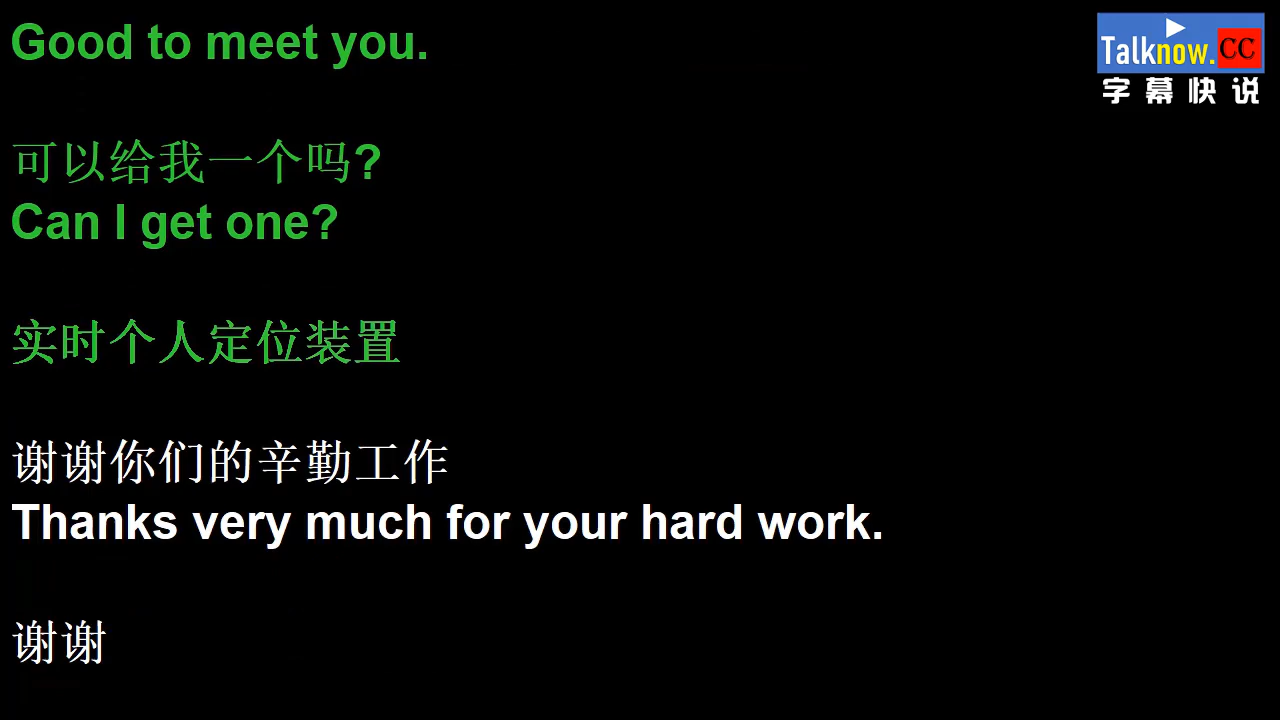 Good to meet you.
Talknow.CC
字幕快说
可以给我一个吗?
Can I get one?
实时个人定位装置
谢谢你们的辛勤工作
Thanks very much for your hard work.
谢谢